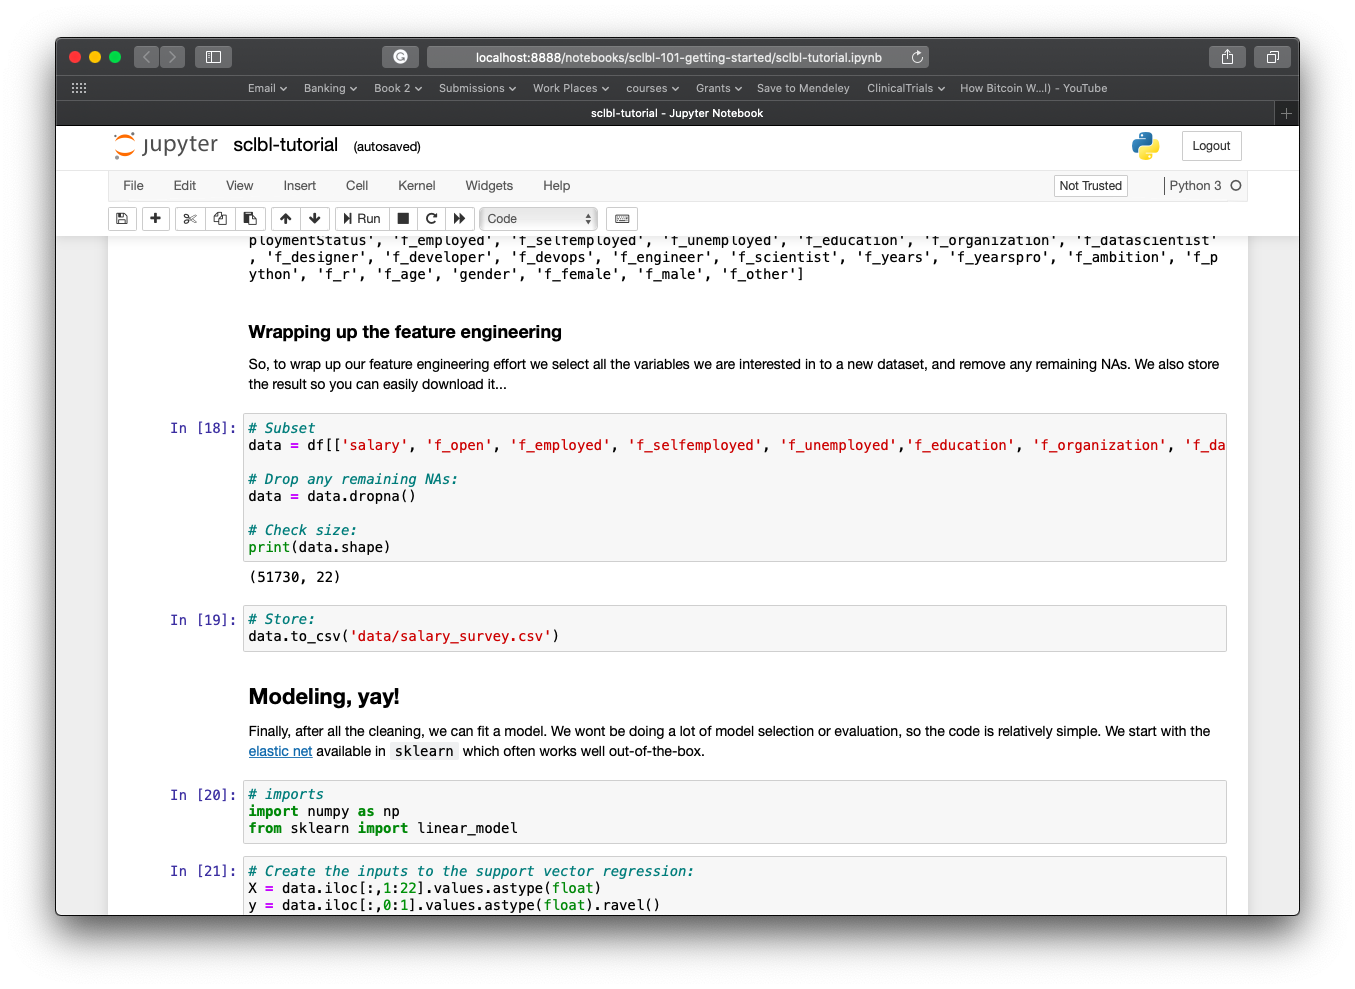 localhost:8888/notebooks/sclbl-101-getting-started/sclbl-tutorial.ipynb
Email Banking Book 2 Submissions Work Places courses Grants Save to Mendeley ClinicalTrials How Bitcoin W...I) - YouTube
sclbl-tutorial - Jupyter Notebook
jupyter sclbl-tutorial (autosaved)
Logout
File Edit View Insert Cell Kernel Widgets Help
Not Trusted Python 3
Run Code
ploymentStatus', 'f_employed', 'f_selfemployed', 'f_unemployed', 'f_education', 'f_organization', 'f_datascientist'
, 'f_designer', 'f_developer', 'f_devops', 'f_engineer', 'f_scientist', 'f_years', 'f_yearspro', 'f_ambition', 'f_p
ython', 'f_r', 'f_age', 'gender', 'f_female', 'f_male', 'f_other']
Wrapping up the feature engineering
So, to wrap up our feature engineering effort we select all the variables we are interested in to a new dataset, and remove any remaining NAs. We also store
the result so you can easily download it...
In [18]: # Subset
data = df[['salary', 'f_open', 'f_employed', 'f_selfemployed', 'f_unemployed','f_education', 'f_organization', 'f_da
# Drop any remaining NAs:
data = data.dropna()
# Check size:
print(data.shape)
(51730, 22)
In [19]: # Store:
data.to_csv('data/salary_survey.csv')
Modeling, yay!
Finally, after all the cleaning, we can fit a model. We wont be doing a lot of model selection or evaluation, so the code is relatively simple. We start with the
elastic net available in sklearn which often works well out-of-the-box.
In [20]: # imports
import numpy as np
from sklearn import linear_model
In [21]: # Create the inputs to the support vector regression:
X = data.iloc[:,1:22].values.astype(float)
y = data.iloc[:,0:1].values.astype(float).ravel()